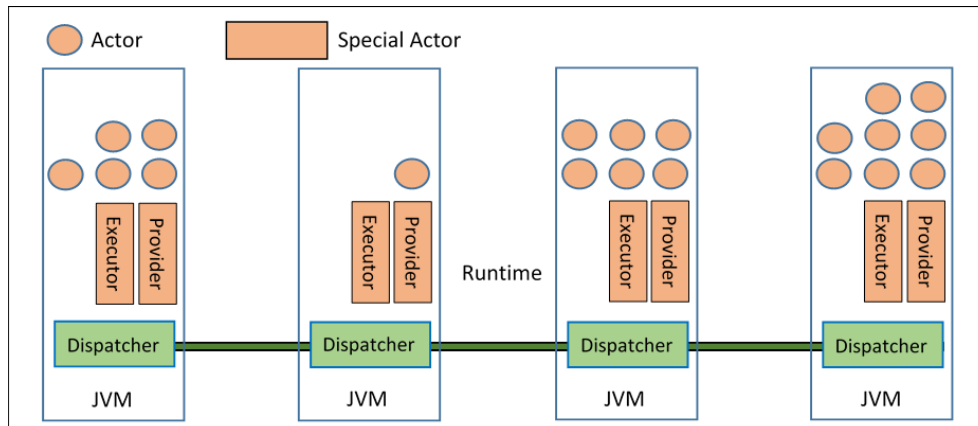 Actor
Special Actor
Executor
Provider
Executor
Provider
Runtime
Executor
Provider
Executor
Provider
Dispatcher
Dispatcher
Dispatcher
Dispatcher
JVM
JVM
JVM
JVM